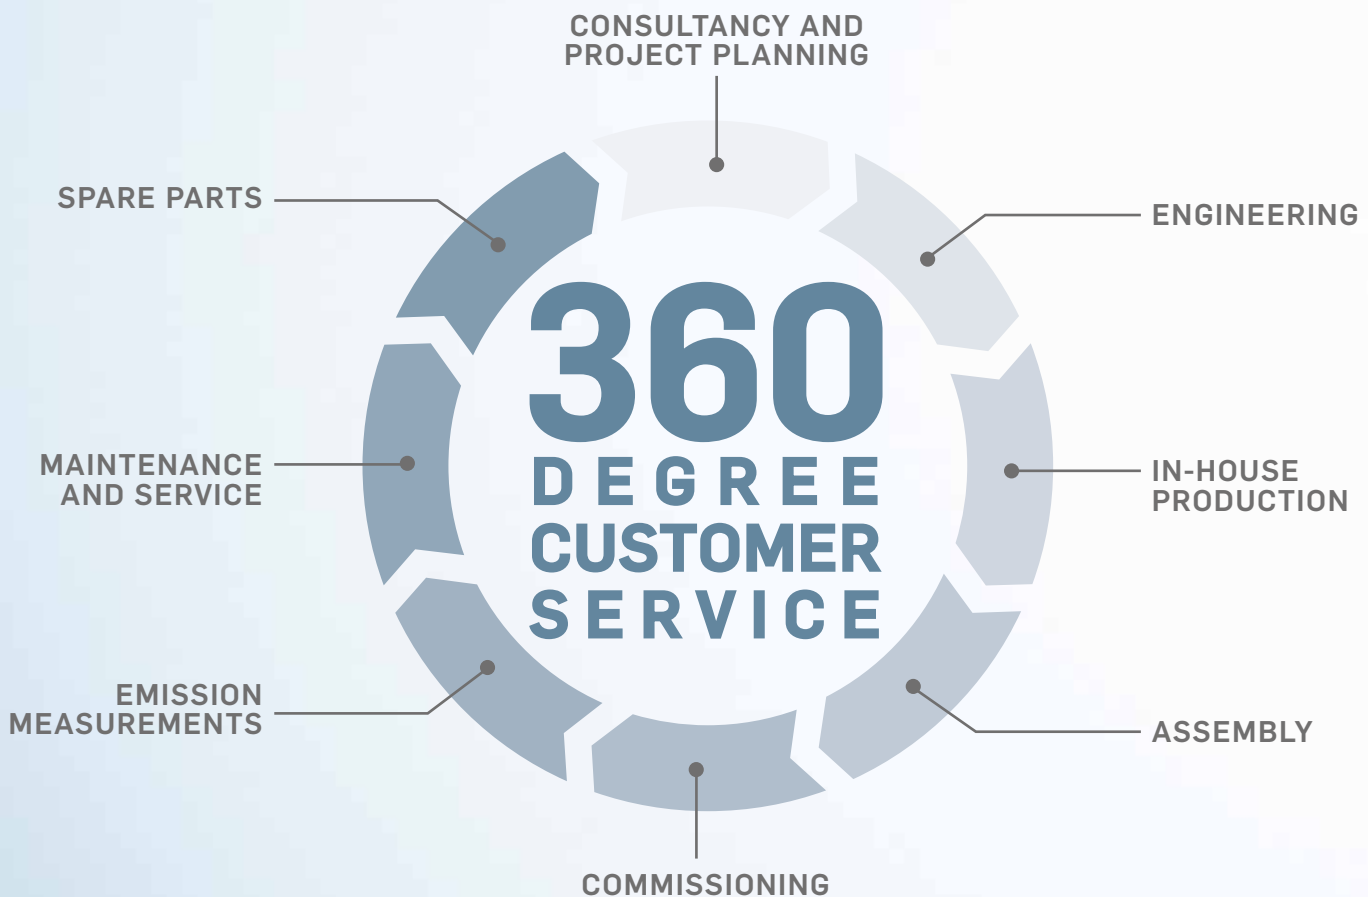 CONSULTANCY AND
PROJECT PLANNING
SPARE PARTS
ENGINEERING
360
DEGREE
CUSTOMER
SERVICE
MAINTENANCE
AND SERVICE
IN-HOUSE
PRODUCTION
EMISSION
MEASUREMENTS
ASSEMBLY
COMMISSIONING